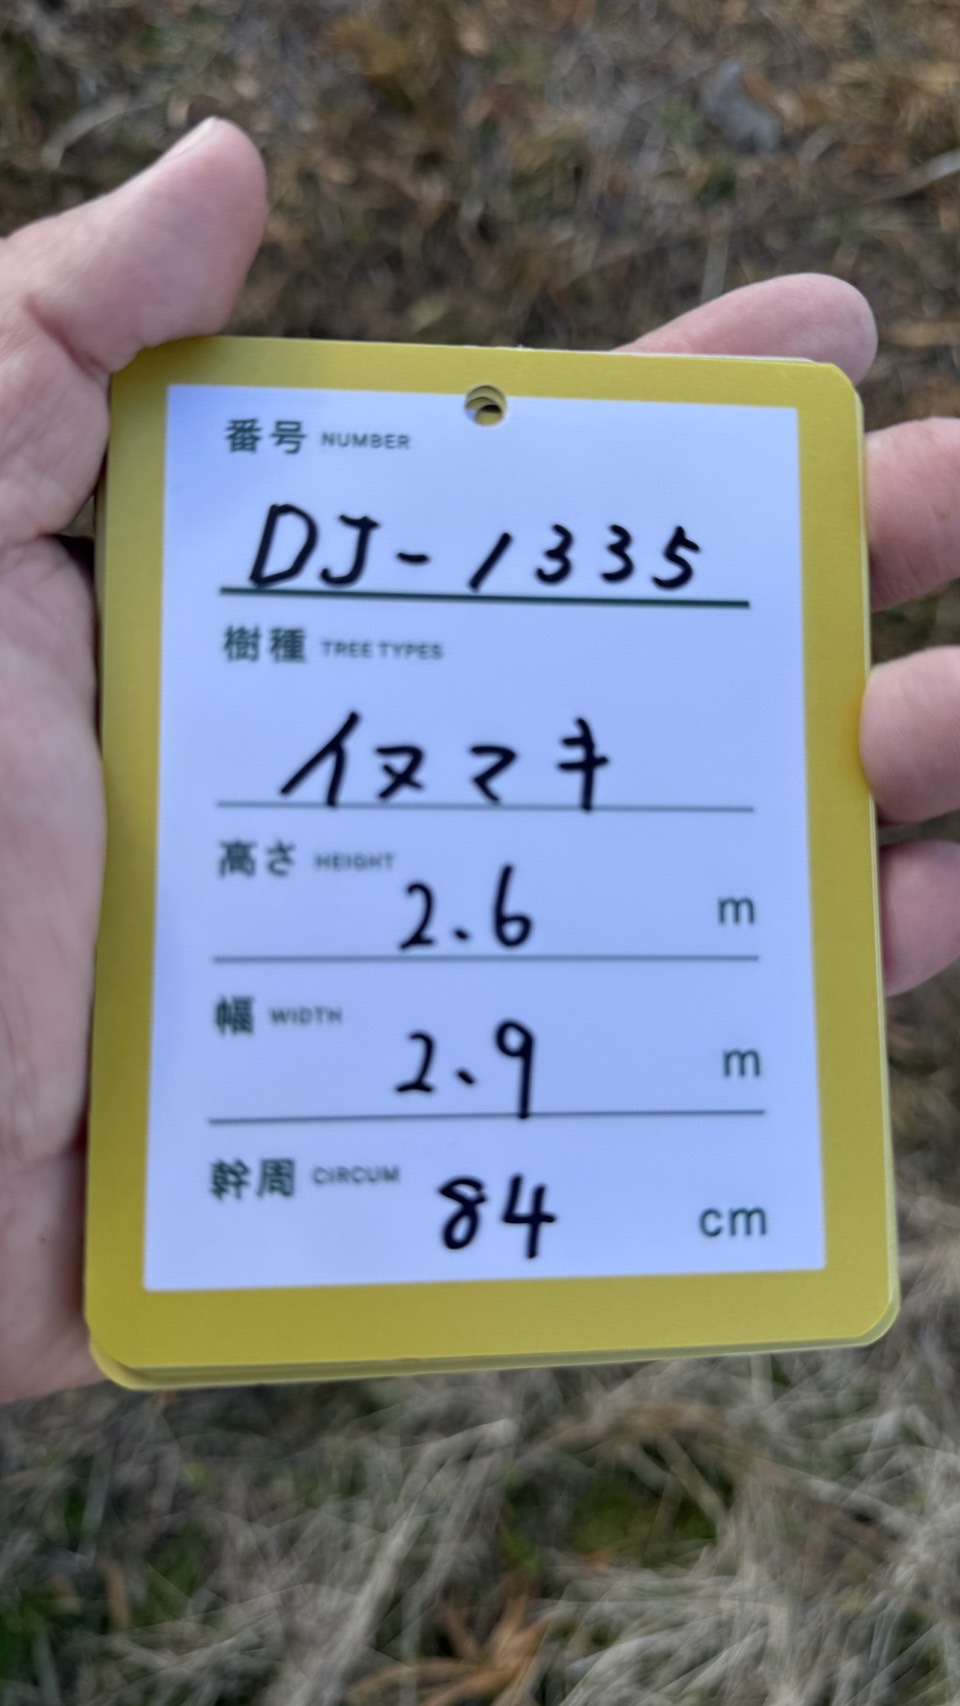 番号 NUMBER
DJ-1335
樹種 TREE TYPES
イヌマキ
高さ HEIGHT
2.6 m
幅 WIDTH
2.9 m
幹周 CIRCUM
84 cm